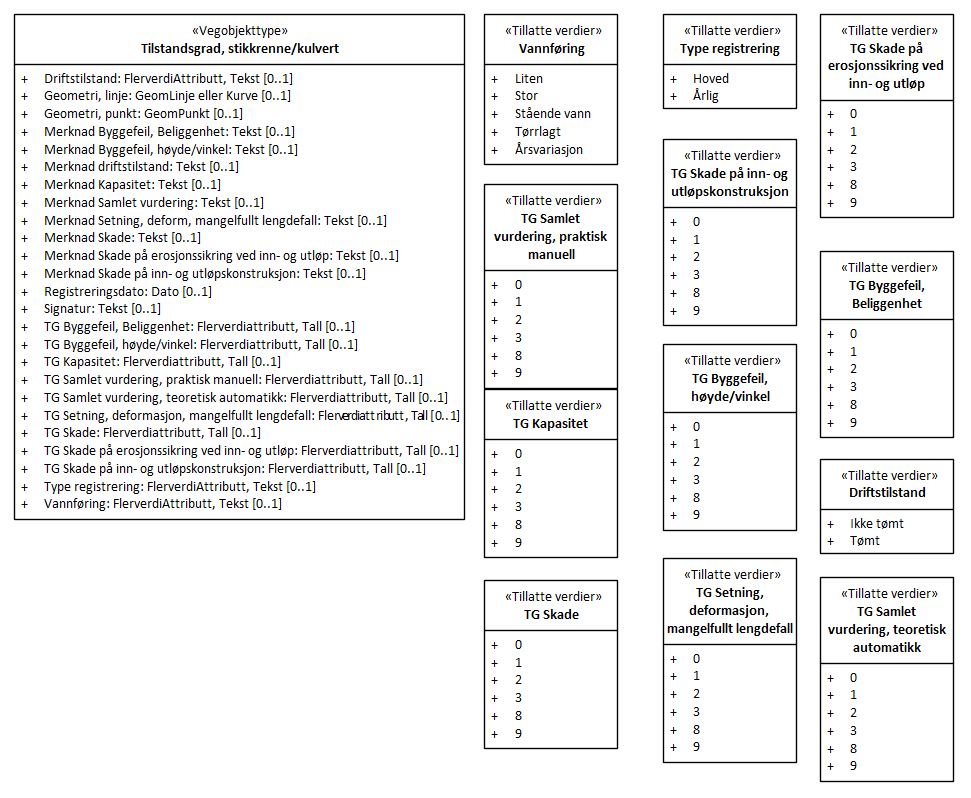 «Vegobjekttype»
Tilstandsgrad, stikkrenne/kulvert
+ Driftstilstand: FlerverdiAttributt, Tekst [0..1]
+ Geometri, linje: GeomLinje eller Kurve [0..1]
+ Geometri, punkt: GeomPunkt [0..1]
+ Merknad Byggefeil, Beliggenhet: Tekst [0..1]
+ Merknad Byggefeil, høyde/vinkel: Tekst [0..1]
+ Merknad driftstilstand: Tekst [0..1]
+ Merknad Kapasitet: Tekst [0..1]
+ Merknad Samlet vurdering: Tekst [0..1]
+ Merknad Setning, deform, mangelfullt lengdefall: Tekst [0..1]
+ Merknad Skade: Tekst [0..1]
+ Merknad Skade på erosjonssikring ved inn- og utløp: Tekst [0..1]
+ Merknad Skade på inn- og utløpskonstruksjon: Tekst [0..1]
+ Registreringsdato: Dato [0..1]
+ Signatur: Tekst [0..1]
+ TG Byggefeil, Beliggenhet: Flerverdiattributt, Tall [0..1]
+ TG Byggefeil, høyde/vinkel: Flerverdiattributt, Tall [0..1]
+ TG Kapasitet: Flerverdiattributt, Tall [0..1]
+ TG Samlet vurdering, praktisk manuell: Flerverdiattributt, Tall [0..1]
+ TG Samlet vurdering, teoretisk automatikk: Flerverdiattributt, Tall [0..1]
+ TG Setning, deformasjon, mangelfullt lengdefall: Flerverdiattributt, Tall [0..1]
+ TG Skade: Flerverdiattributt, Tall [0..1]
+ TG Skade på erosjonssikring ved inn- og utløp: Flerverdiattributt, Tall [0..1]
+ TG Skade på inn- og utløpskonstruksjon: Flerverdiattributt, Tall [0..1]
+ Type registrering: FlerverdiAttributt, Tekst [0..1]
+ Vannføring: FlerverdiAttributt, Tekst [0..1]
«Tillatte verdier»
Vannføring
+ Liten
+ Stor
+ Stående vann
+ Tørrlagt
+ Årsvariasjon
«Tillatte verdier»
TG Samlet
vurdering, praktisk
manuell
+ 0
+ 1
+ 2
+ 3
+ 8
+ 9
«Tillatte verdier»
TG Kapasitet
+ 0
+ 1
+ 2
+ 3
+ 8
+ 9
«Tillatte verdier»
TG Skade
+ 0
+ 1
+ 2
+ 3
+ 8
+ 9
«Tillatte verdier»
Type registrering
+ Hoved
+ Årlig
«Tillatte verdier»
TG Skade på inn- og
utløpskonstruksjon
+ 0
+ 1
+ 2
+ 3
+ 8
+ 9
«Tillatte verdier»
TG Byggefeil,
høyde/vinkel
+ 0
+ 1
+ 2
+ 3
+ 8
+ 9
«Tillatte verdier»
TG Setning,
deformasjon,
mangelfullt lengdefall
+ 0
+ 1
+ 2
+ 3
+ 8
+ 9
«Tillatte verdier»
TG Skade på
erosjonssikring ved
inn- og utløp
+ 0
+ 1
+ 2
+ 3
+ 8
+ 9
«Tillatte verdier»
TG Byggefeil,
Beliggenhet
+ 0
+ 1
+ 2
+ 3
+ 8
+ 9
«Tillatte verdier»
Driftstilstand
+ Ikke tømt
+ Tømt
«Tillatte verdier»
TG Samlet
vurdering, teoretisk
automatikk
+ 0
+ 1
+ 2
+ 3
+ 8
+ 9